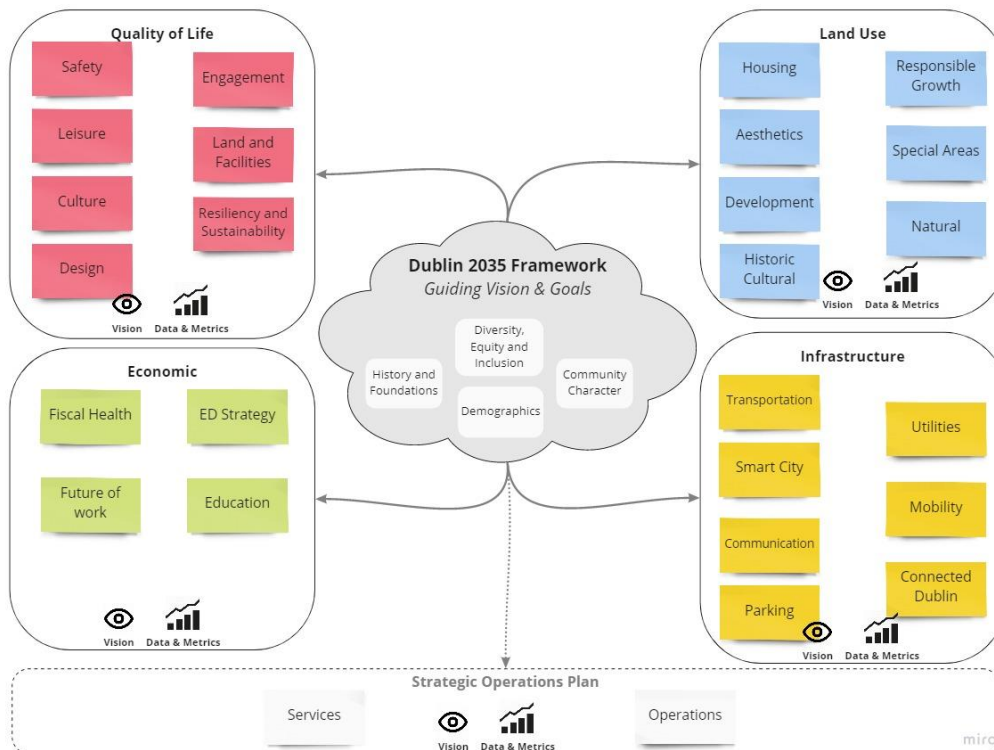 Quality of Life
Safety
Engagement
Leisure
Land and
Facilities
Culture
Resiliency and
Sustainability
Design
Vision
Data & Metrics
Land Use
Housing
Responsible
Growth
Aesthetics
Special Areas
Development
Natural
Historic
Cultural
Vision
Data & Metrics
Dublin 2035 Framework
Guiding Vision & Goals
Diversity,
Equity and
Inclusion
History and
Foundations
Community
Character
Demographics
Economic
Fiscal Health
ED Strategy
Future of
work
Education
Vision
Data & Metrics
Infrastructure
Transportation
Utilities
Smart City
Mobility
Communication
Connected
Dublin
Parking
Vision
Data & Metrics
Strategic Operations Plan
Services
Vision
Data & Metrics
Operations